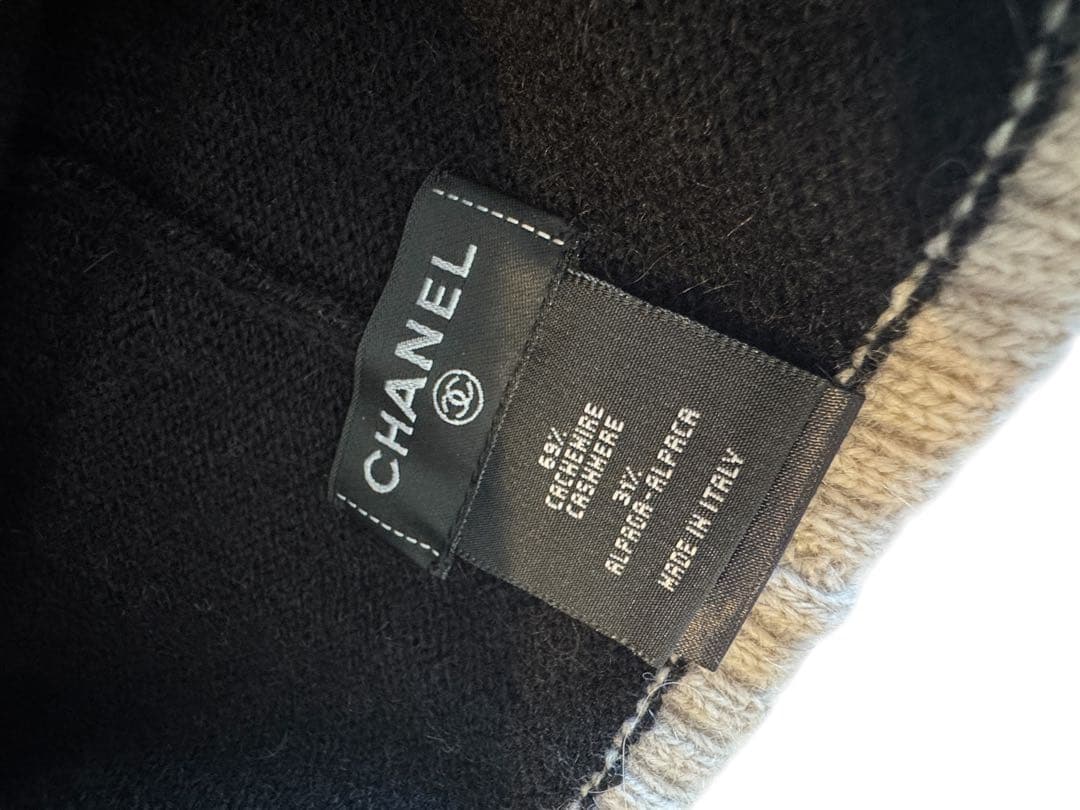 CHANEL
69%
CACHEMIRE
CASHMERE
31%
ALPAGA-ALPACA
MADE IN ITALY